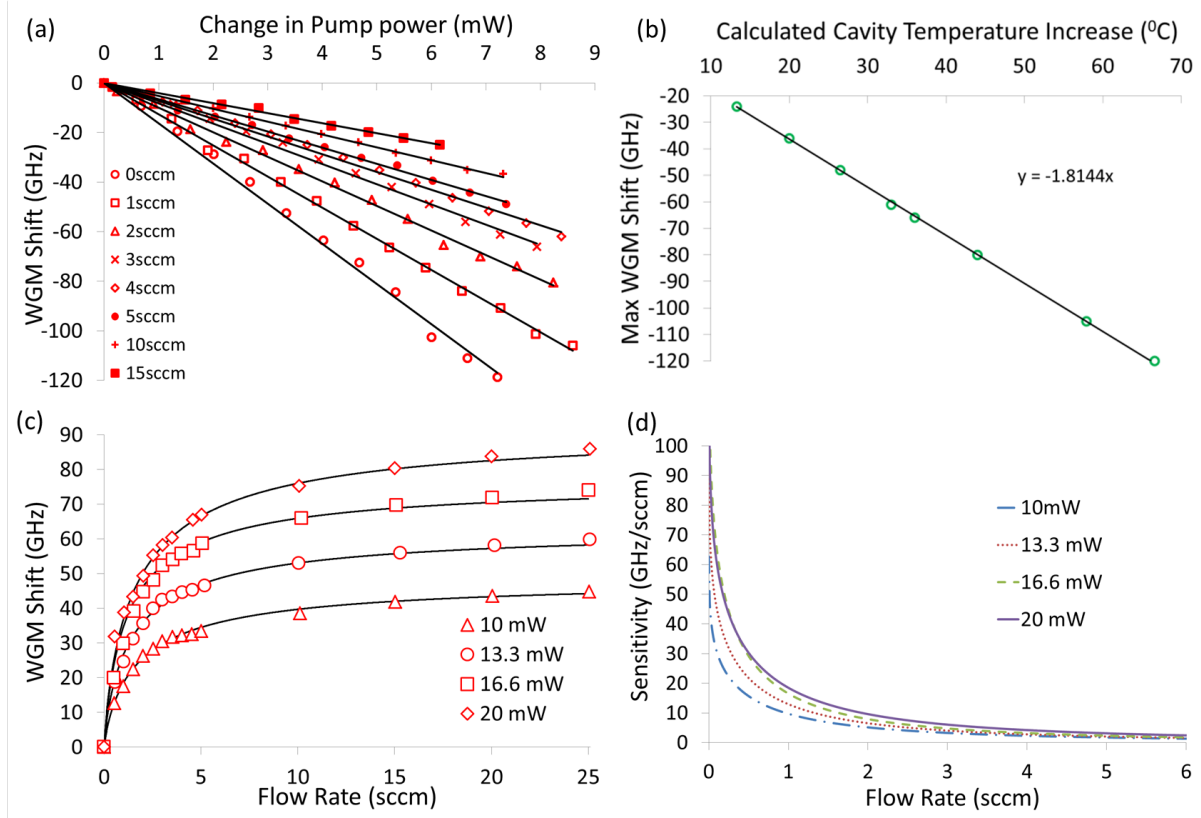 (a)
Change in Pump power (mW)
0 1 2 3 4 5 6 7 8 9
WGM Shift (GHz)
0
-20
-40
-60
-80
-100
-120
0sccm
1sccm
2sccm
3sccm
4sccm
5sccm
10sccm
15sccm
(b)
Calculated Cavity Temperature Increase (⁰C)
10 20 30 40 50 60 70
Max WGM Shift (GHz)
-20
-30
-40
-50
-60
-70
-80
-90
-100
-110
-120
y = -1.8144x
(c)
WGM Shift (GHz)
90
80
70
60
50
40
30
20
10
0
10 mW
13.3 mW
16.6 mW
20 mW
0 5 10 15 20 25
Flow Rate (sccm)
(d)
Sensitivity (GHz/sccm)
100
90
80
70
60
50
40
30
20
10
0
10mW
13.3 mW
16.6 mW
20 mW
0 1 2 3 4 5 6
Flow Rate (sccm)